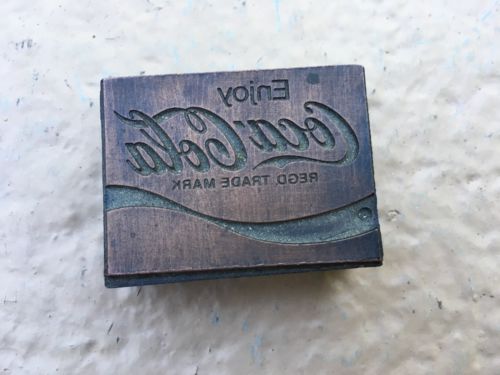 Enjoy
Coca-Cola
REGD. TRADE MARK